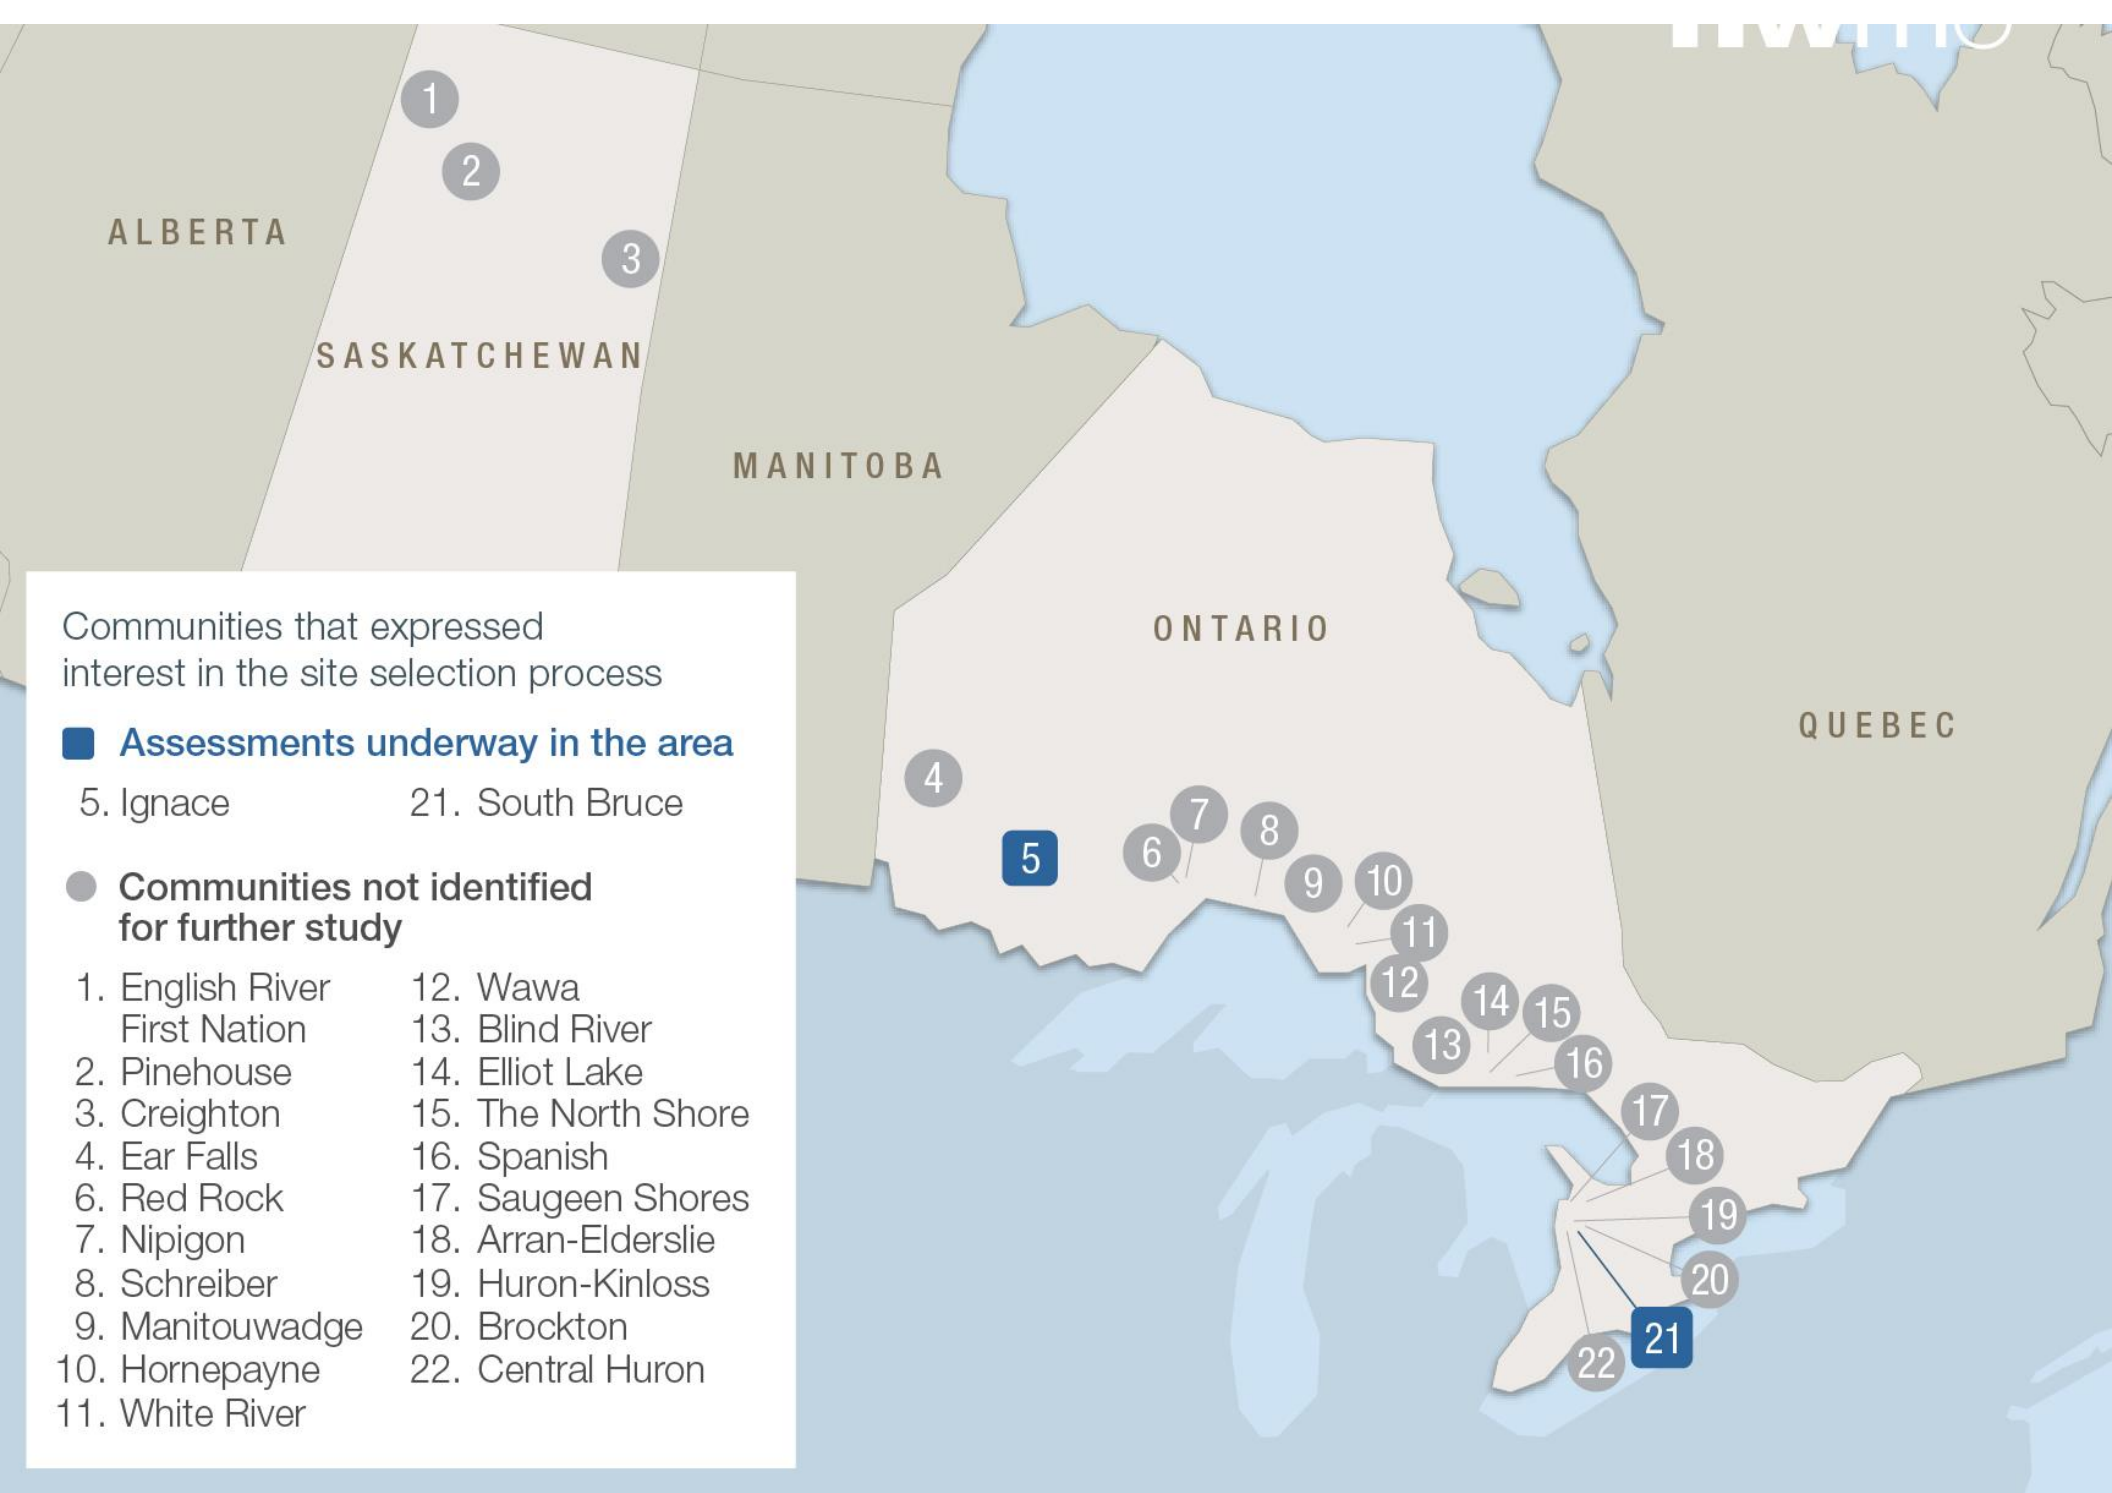 nwmo
1
2
ALBERTA
3
SASKATCHEWAN
MANITOBA
ONTARIO
QUEBEC
4
7
8
6
5
9
10
11
12
14
15
13
16
17
18
19
20
21
22
Communities that expressed
interest in the site selection process
Assessments underway in the area
5. Ignace
21. South Bruce
Communities not identified
for further study
1. English River
First Nation
2. Pinehouse
3. Creighton
4. Ear Falls
6. Red Rock
7. Nipigon
8. Schreiber
9. Manitouwadge
10. Hornepayne
11. White River
12. Wawa
13. Blind River
14. Elliot Lake
15. The North Shore
16. Spanish
17. Saugeen Shores
18. Arran-Elderslie
19. Huron-Kinloss
20. Brockton
22. Central Huron